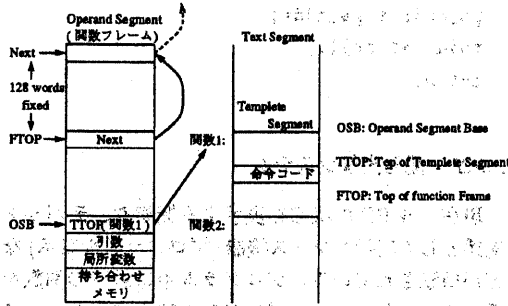 Operand Segment
(関数フレーム)
Next
128 words
fixed
FTOP
Next
OSB
TTOR(関数1)
引数
局所変数
待ち合わせ
メモリ
Text Segment
Templete
Segment
関数1:
命令コード
関数2:
OSB: Operand Segment Base
TTOP: Top of Templete Segment
FTOP: Top of function Frame